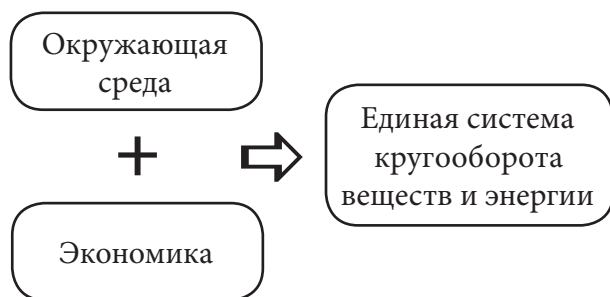 Окружающая
среда
+
Экономика
Единая система
кругооборота
веществ и энергии